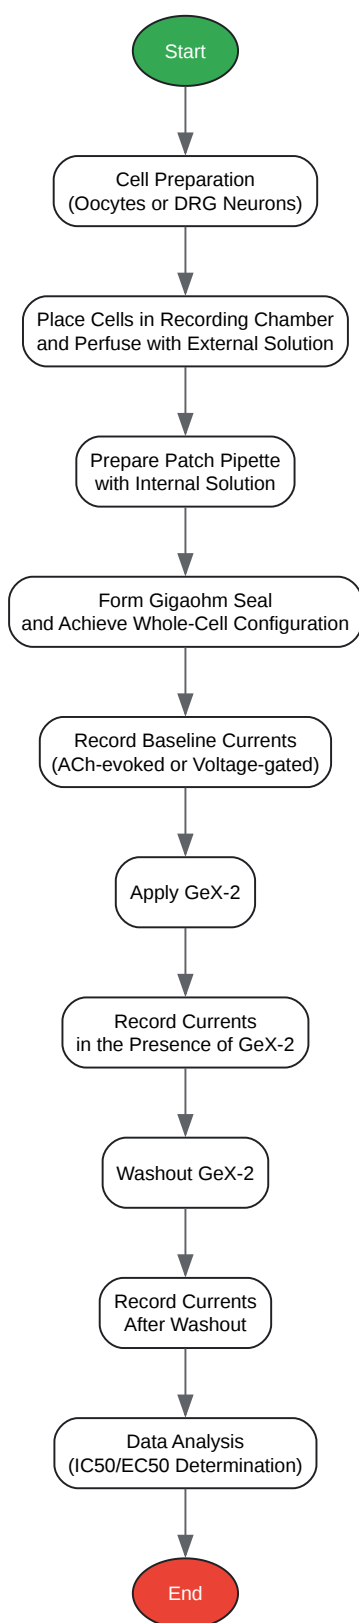 Start
Cell Preparation
(Oocytes or DRG Neurons)
Place Cells in Recording Chamber
and Perfuse with External Solution
Prepare Patch Pipette
with Internal Solution
Form Gigaohm Seal
and Achieve Whole-Cell Configuration
Record Baseline Currents
(ACh-evoked or Voltage-gated)
Apply GeX-2
Record Currents
in the Presence of GeX-2
Washout GeX-2
Record Currents
After Washout
Data Analysis
(IC50/EC50 Determination)
End